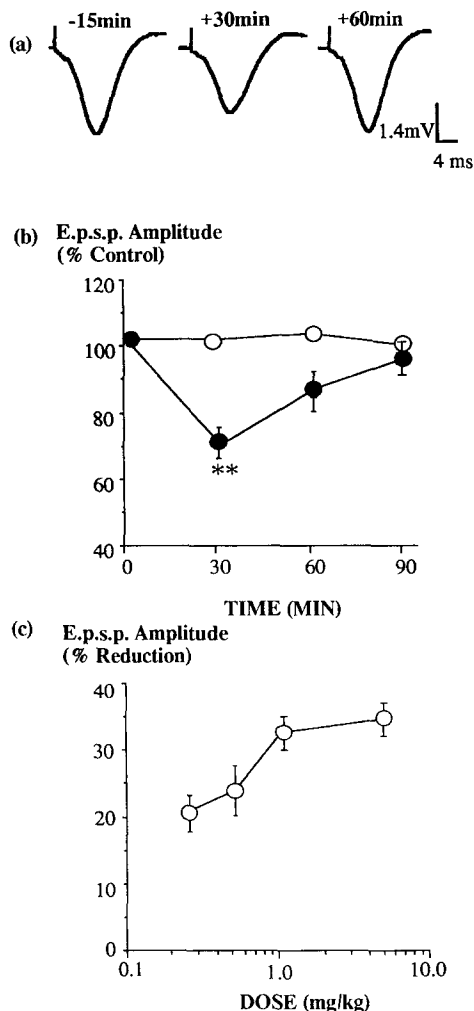 (a) -15min +30min +60min
1.4mV
4 ms
(b) E.p.s.p. Amplitude
(% Control)
120
100
80
60
40
**
0 30 60 90
TIME (MIN)
(c) E.p.s.p. Amplitude
(% Reduction)
40
30
20
10
0
0.1 1.0 10.0
DOSE (mg/kg)